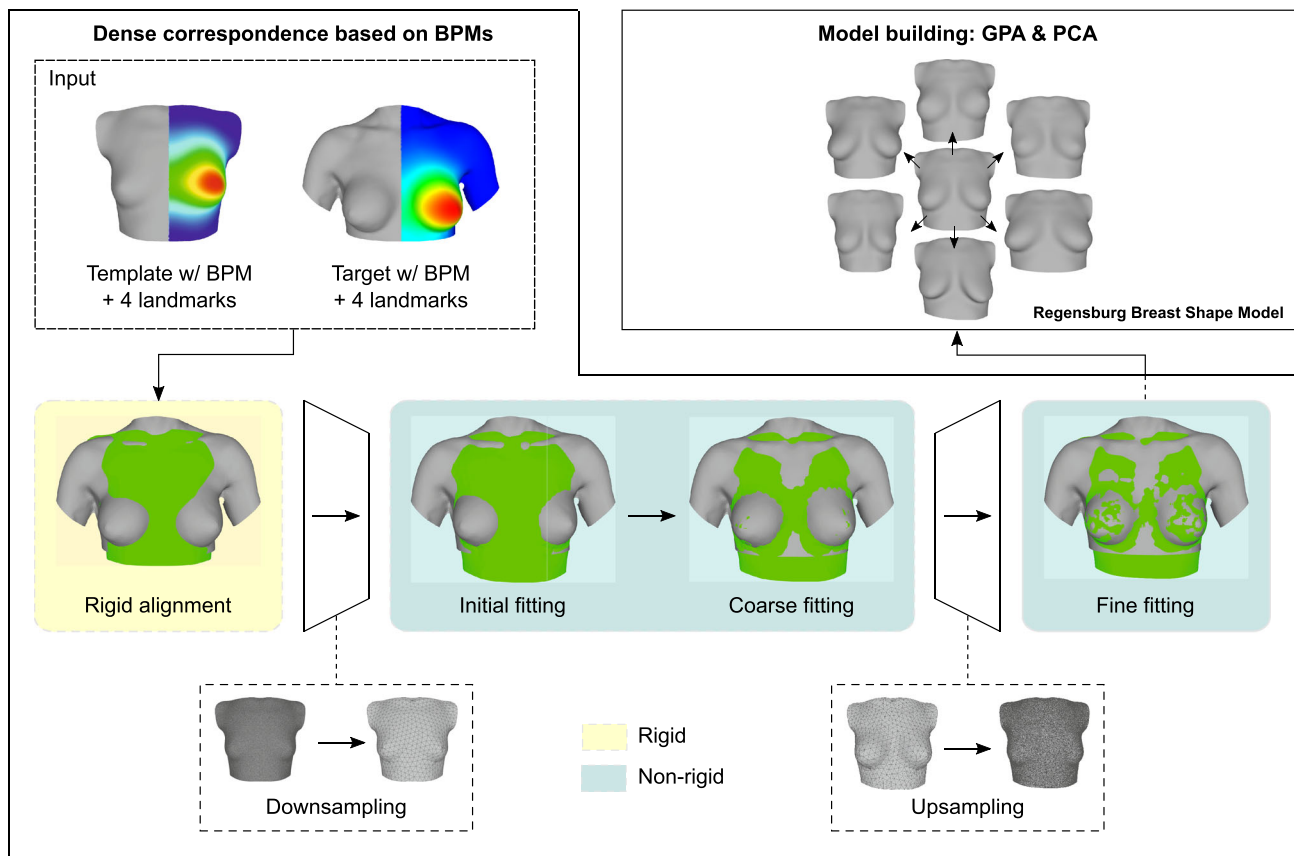 Dense correspondence based on BPMs
Input
Template w/ BPM
+ 4 landmarks
Target w/ BPM
+ 4 landmarks
Model building: GPA & PCA
Regensburg Breast Shape Model
Rigid alignment
Initial fitting
Coarse fitting
Fine fitting
Downsampling
Rigid
Non-rigid
Upsampling